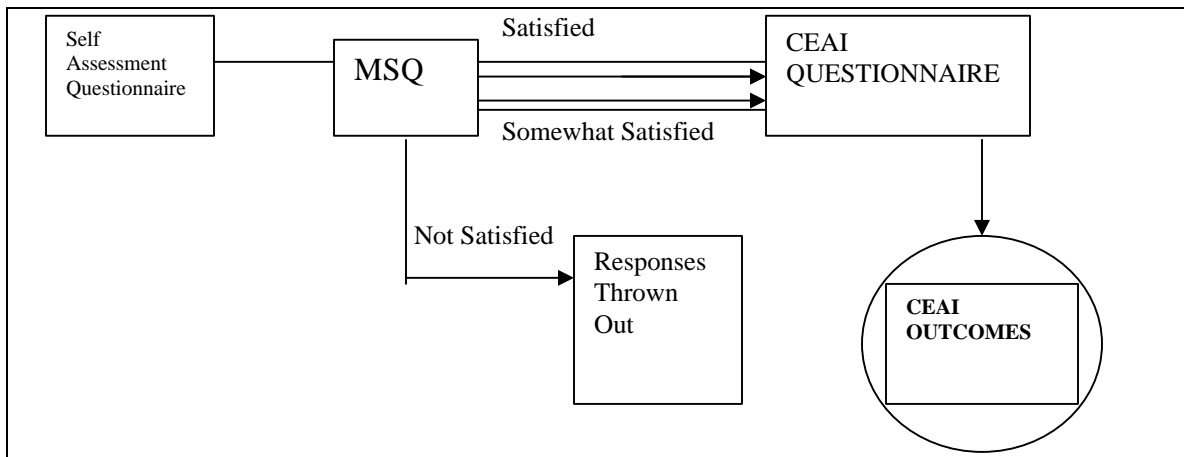 Self
Assessment
Questionnaire
MSQ
Satisfied
Somewhat Satisfied
CEAI
QUESTIONNAIRE
Not Satisfied
Responses
Thrown
Out
CEAI
OUTCOMES